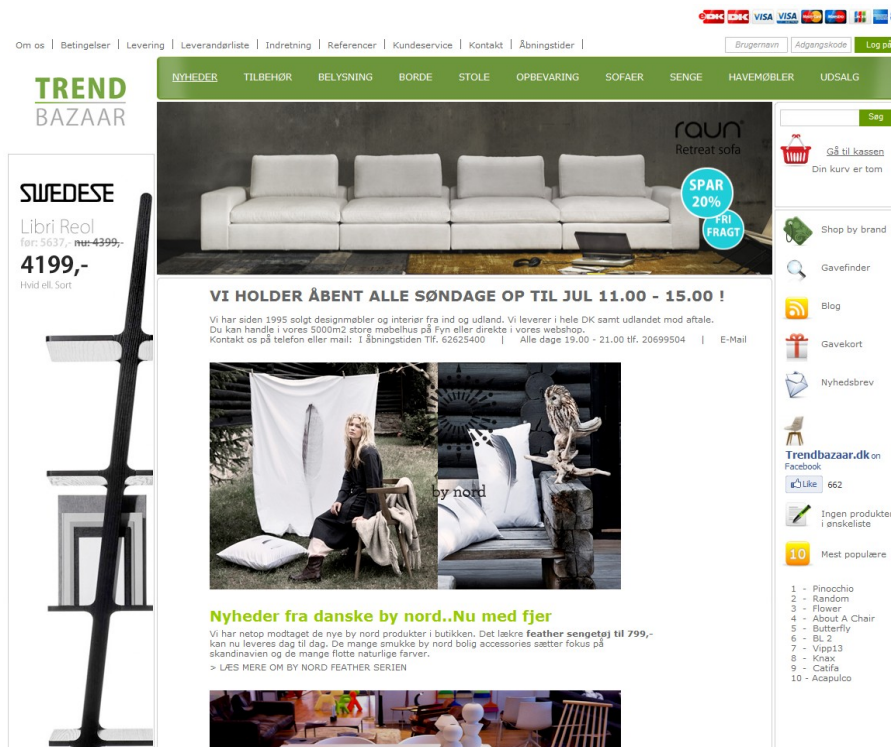 DK DK VISA VISA
Om os | Betingelser | Levering | Leverandørliste | Indretning | Referencer | Kundeservice | Kontakt | Åbningstider |
Brugernavn Adgangskode Log på
TREND
BAZAAR
NYHEDER TILBEHØR BELYSNING BORDE STOLE OPBEVARING SOFAER SENGE HAVEMØBLER UDSALG
raun
Retreat sofa
SPAR
20%
FRI
FRAGT
Søg
Gå til kassen
Din kurv er tom
SWEDESE
Libri Reol
før: 5637,- nu: 4399,-
4199,-
Hvid ell. Sort
VI HOLDER ÅBENT ALLE SØNDAGE OP TIL JUL 11.00 - 15.00 !
Vi har siden 1995 solgt designmøbler og interiør fra ind og udland. Vi leverer i hele DK samt udlandet mod aftale.
Du kan handle i vores 5000m2 store møbelhus på Fyn eller direkte i vores webshop.
Kontakt os på telefon eller mail: I åbningstiden Tlf. 62625400 | Alle dage 19.00 - 21.00 tlf. 20699504 | E-Mail
by nord
Nyheder fra danske by nord..Nu med fjer
Vi har netop modtaget de nye by nord produkter i butikken. Det lækre feather sengetøj til 799,-
kan nu leveres dag til dag. De mange smukke by nord bolig accessories sætter fokus på
skandinavien og de mange flotte naturlige farver.
> LÆS MERE OM BY NORD FEATHER SERIEN
Shop by brand
Gavefinder
Blog
Gavekort
Nyhedsbrev
Trendbazaar.dk on
Facebook
Like 662
Ingen produkter
i ønskeliste
10 Mest populære
1 - Pinocchio
2 - Random
3 - Flower
4 - About A Chair
5 - Butterfly
6 - BL 2
7 - Vipp13
8 - Knax
9 - Catifa
10 - Acapulco